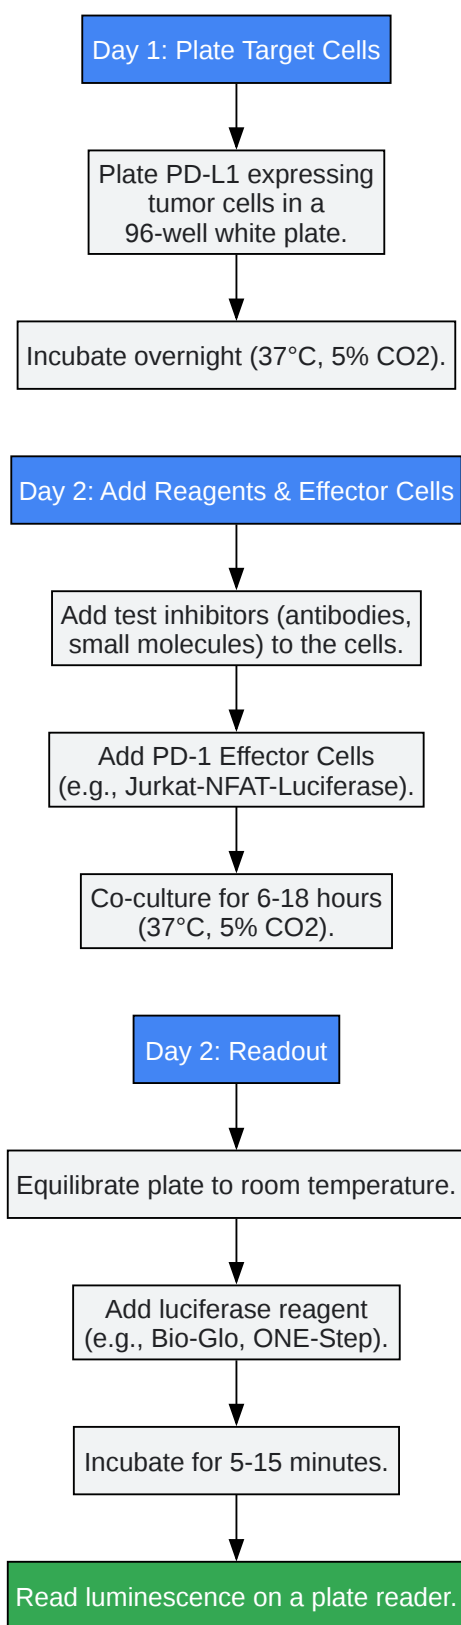 Day 1: Plate Target Cells
Plate PD-L1 expressing
tumor cells in a
96-well white plate.
Incubate overnight (37°C, 5% CO2).
Day 2: Add Reagents & Effector Cells
Add test inhibitors (antibodies,
small molecules) to the cells.
Add PD-1 Effector Cells
(e.g., Jurkat-NFAT-Luciferase).
Co-culture for 6-18 hours
(37°C, 5% CO2).
Day 2: Readout
Equilibrate plate to room temperature.
Add luciferase reagent
(e.g., Bio-Glo, ONE-Step).
Incubate for 5-15 minutes.
Read luminescence on a plate reader.